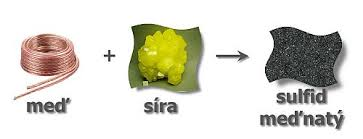 +
meď
síra
sulfid
meďnatý